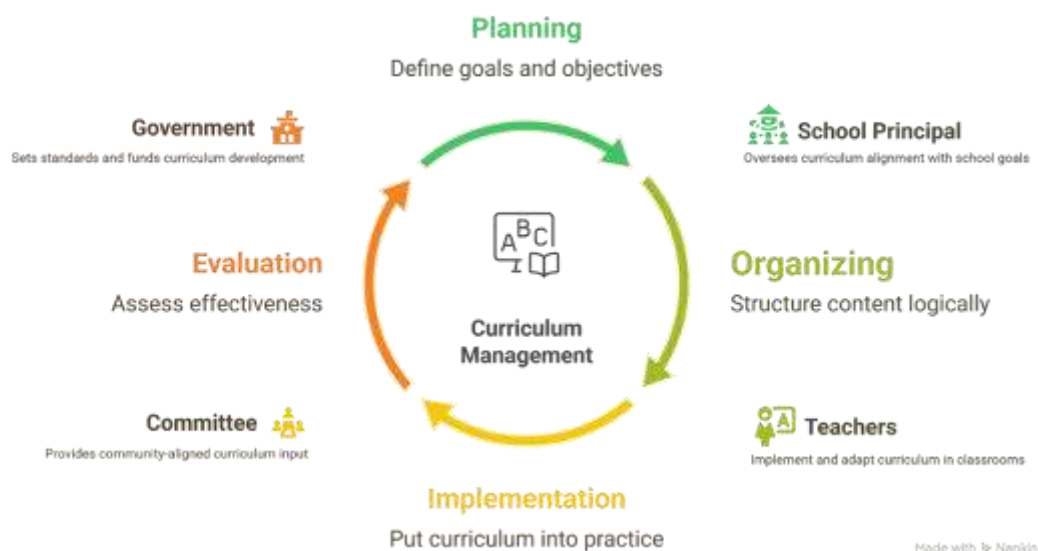 Planning
Define goals and objectives
Government
Sets standards and funds curriculum development
School Principal
Oversees curriculum alignment with school goals
A B C
Evaluation
Assess effectiveness
Organizing
Structure content logically
Curriculum
Management
Committee
Provides community-aligned curriculum input
A
Teachers
Implement and adapt curriculum in classrooms
Implementation
Put curriculum into practice
Made with Napkin